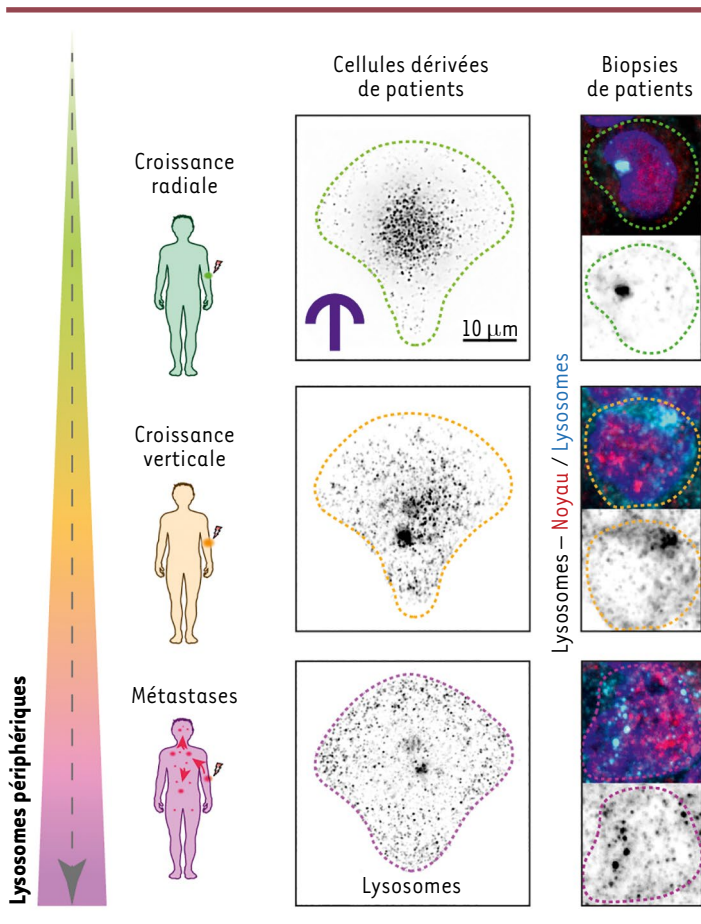 Cellules dérivées
de patients
Biopsies
de patients
Croissance
radiale
10 µm
Croissance
verticale
Métastases
Lysosomes
Lysosomes – Noyau / Lysosomes
Lysosomes périphériques